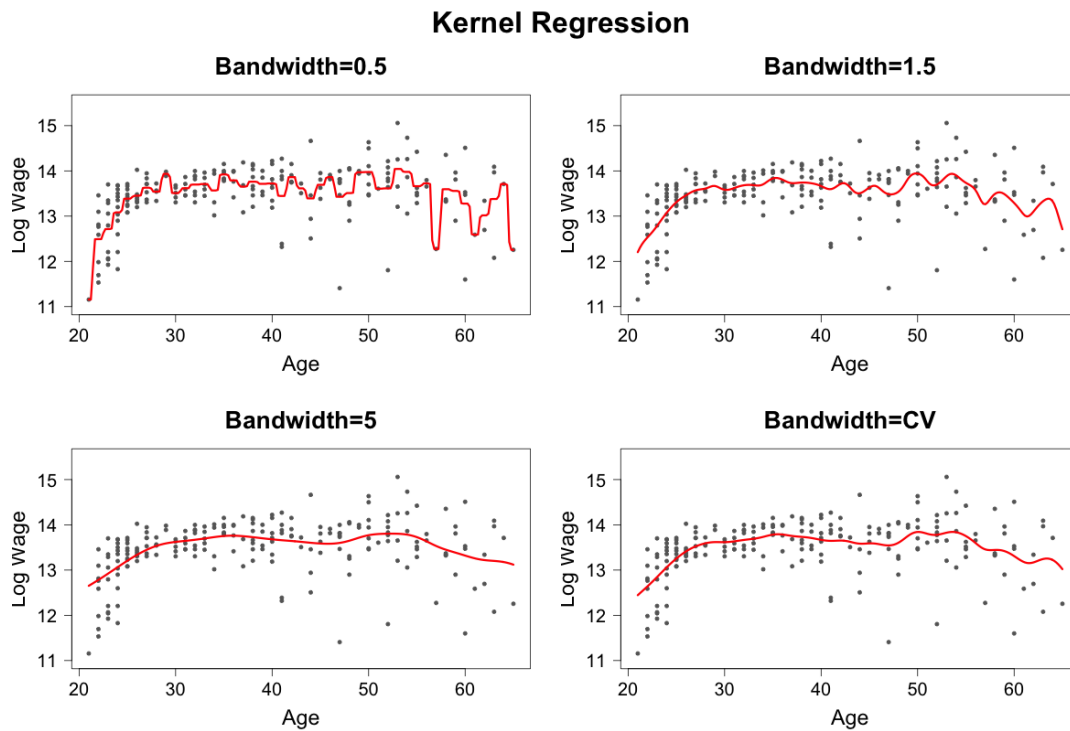 Kernel Regression
Bandwidth=0.5
Log Wage
15
14
13
12
11
20 30 40 50 60
Age
Bandwidth=1.5
Log Wage
15
14
13
12
11
20 30 40 50 60
Age
Bandwidth=5
Log Wage
15
14
13
12
11
20 30 40 50 60
Age
Bandwidth=CV
Log Wage
15
14
13
12
11
20 30 40 50 60
Age